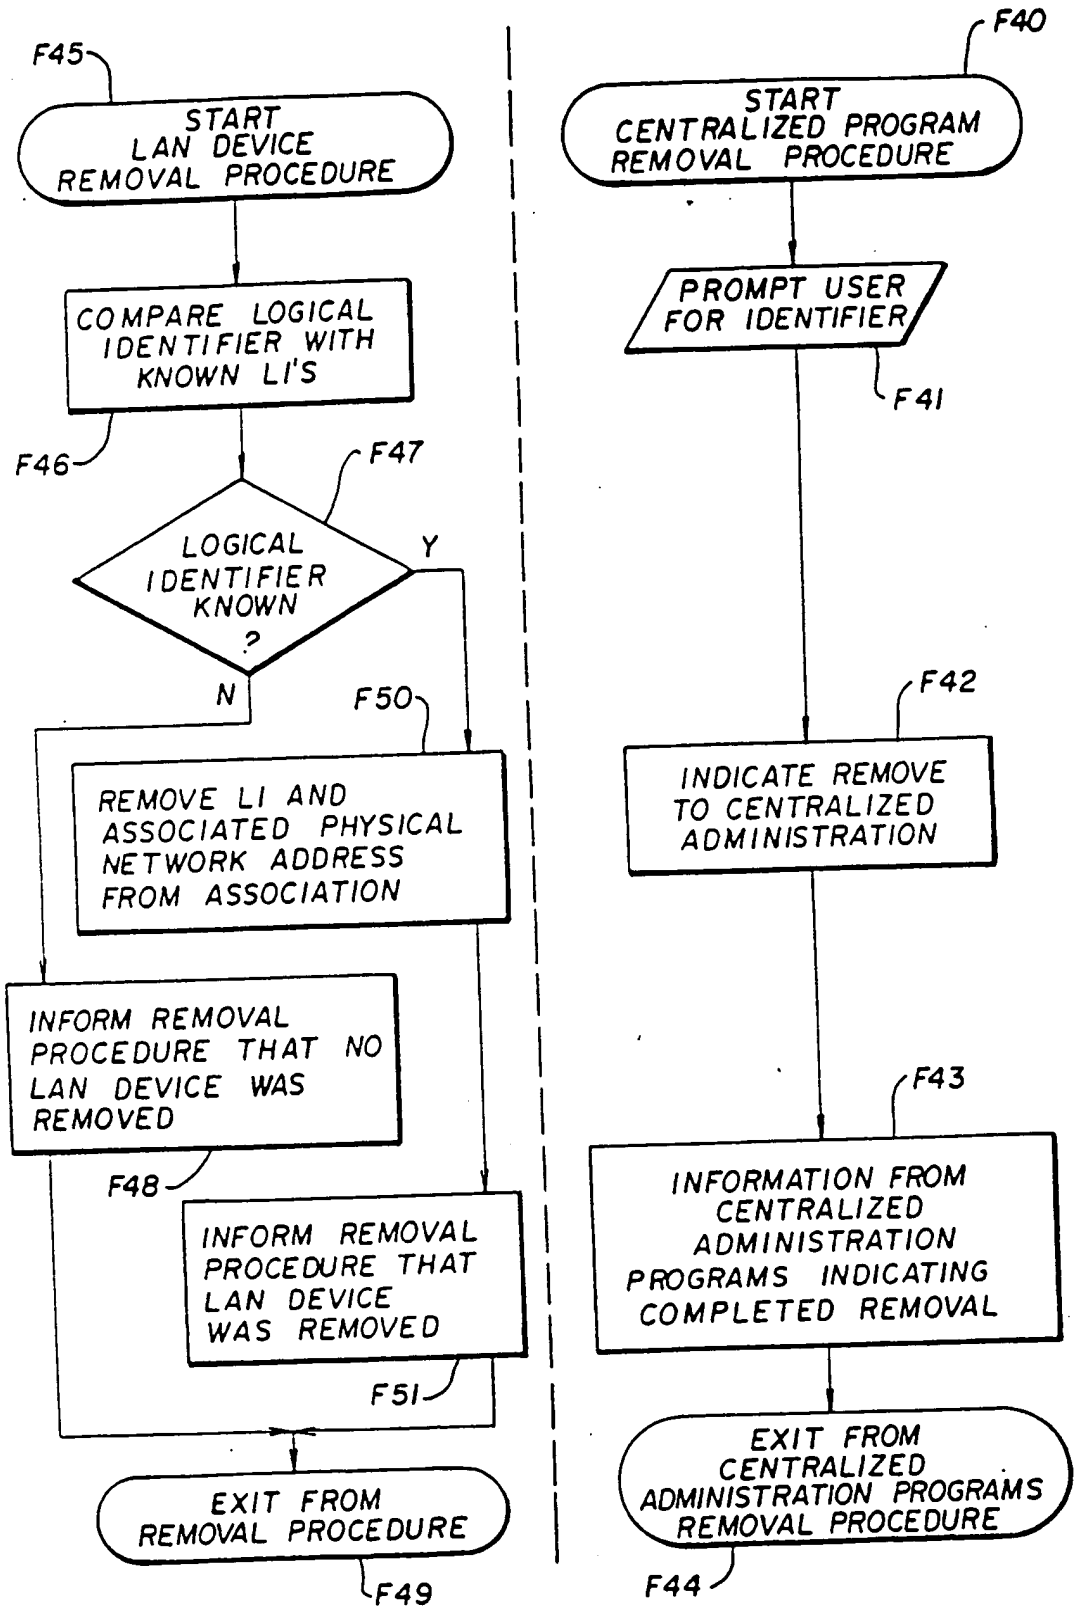 F45
START
LAN DEVICE
REMOVAL PROCEDURE
COMPARE LOGICAL
IDENTIFIER WITH
KNOWN LI'S
F46
F47
LOGICAL
IDENTIFIER
KNOWN
?
Y
N
F50
REMOVE LI AND
ASSOCIATED PHYSICAL
NETWORK ADDRESS
FROM ASSOCIATION
INFORM REMOVAL
PROCEDURE THAT NO
LAN DEVICE WAS
REMOVED
F48
INFORM REMOVAL
PROCEDURE THAT
LAN DEVICE
WAS REMOVED
F51
EXIT FROM
REMOVAL PROCEDURE
F49
F40
START
CENTRALIZED PROGRAM
REMOVAL PROCEDURE
PROMPT USER
FOR IDENTIFIER
F41
F42
INDICATE REMOVE
TO CENTRALIZED
ADMINISTRATION
F43
INFORMATION FROM
CENTRALIZED
ADMINISTRATION
PROGRAMS INDICATING
COMPLETED REMOVAL
EXIT FROM
CENTRALIZED
ADMINISTRATION PROGRAMS
REMOVAL PROCEDURE
F44